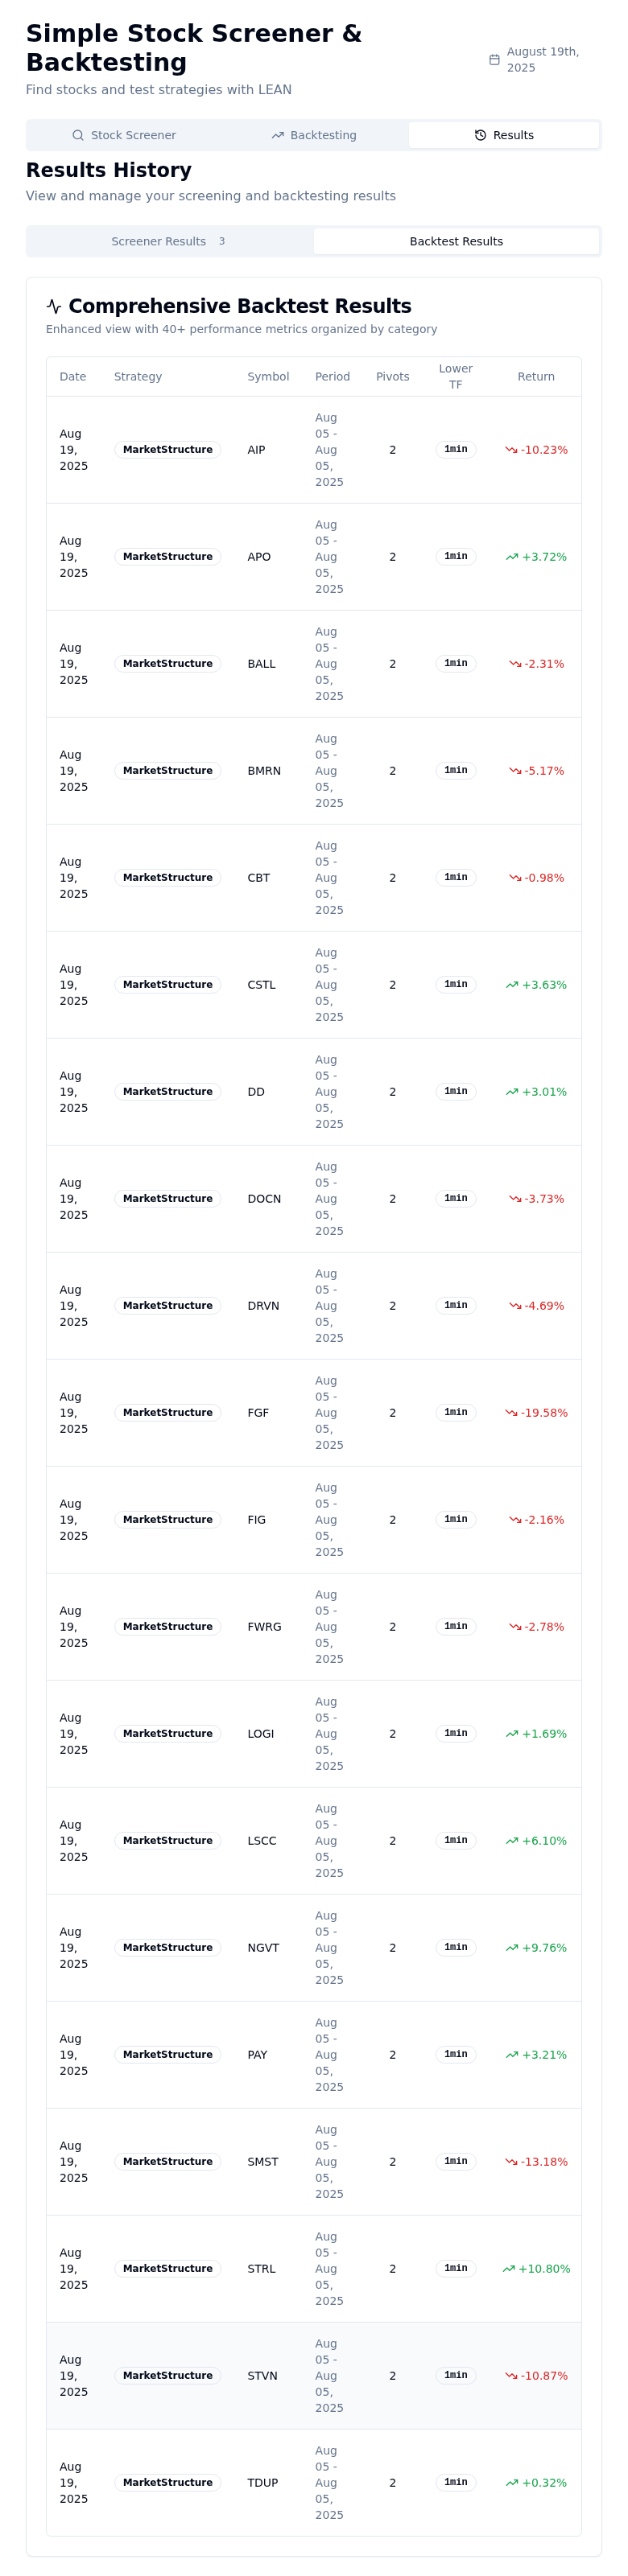 Simple Stock Screener &
Backtesting
Find stocks and test strategies with LEAN
August 19th,
2025
Stock Screener
Backtesting
Results
Results History
View and manage your screening and backtesting results
Screener Results 3
Backtest Results
Comprehensive Backtest Results
Enhanced view with 40+ performance metrics organized by category
Date Strategy Symbol Period Pivots Lower TF Return
Aug 19, 2025 MarketStructure AIP Aug 05 - Aug 05, 2025 2 1min -10.23%
Aug 19, 2025 MarketStructure APO Aug 05 - Aug 05, 2025 2 1min +3.72%
Aug 19, 2025 MarketStructure BALL Aug 05 - Aug 05, 2025 2 1min -2.31%
Aug 19, 2025 MarketStructure BMRN Aug 05 - Aug 05, 2025 2 1min -5.17%
Aug 19, 2025 MarketStructure CBT Aug 05 - Aug 05, 2025 2 1min -0.98%
Aug 19, 2025 MarketStructure CSTL Aug 05 - Aug 05, 2025 2 1min +3.63%
Aug 19, 2025 MarketStructure DD Aug 05 - Aug 05, 2025 2 1min +3.01%
Aug 19, 2025 MarketStructure DOCN Aug 05 - Aug 05, 2025 2 1min -3.73%
Aug 19, 2025 MarketStructure DRVN Aug 05 - Aug 05, 2025 2 1min -4.69%
Aug 19, 2025 MarketStructure FGF Aug 05 - Aug 05, 2025 2 1min -19.58%
Aug 19, 2025 MarketStructure FIG Aug 05 - Aug 05, 2025 2 1min -2.16%
Aug 19, 2025 MarketStructure FWRG Aug 05 - Aug 05, 2025 2 1min -2.78%
Aug 19, 2025 MarketStructure LOGI Aug 05 - Aug 05, 2025 2 1min +1.69%
Aug 19, 2025 MarketStructure LSCC Aug 05 - Aug 05, 2025 2 1min +6.10%
Aug 19, 2025 MarketStructure NGVT Aug 05 - Aug 05, 2025 2 1min +9.76%
Aug 19, 2025 MarketStructure PAY Aug 05 - Aug 05, 2025 2 1min +3.21%
Aug 19, 2025 MarketStructure SMST Aug 05 - Aug 05, 2025 2 1min -13.18%
Aug 19, 2025 MarketStructure STRL Aug 05 - Aug 05, 2025 2 1min +10.80%
Aug 19, 2025 MarketStructure STVN Aug 05 - Aug 05, 2025 2 1min -10.87%
Aug 19, 2025 MarketStructure TDUP Aug 05 - Aug 05, 2025 2 1min +0.32%